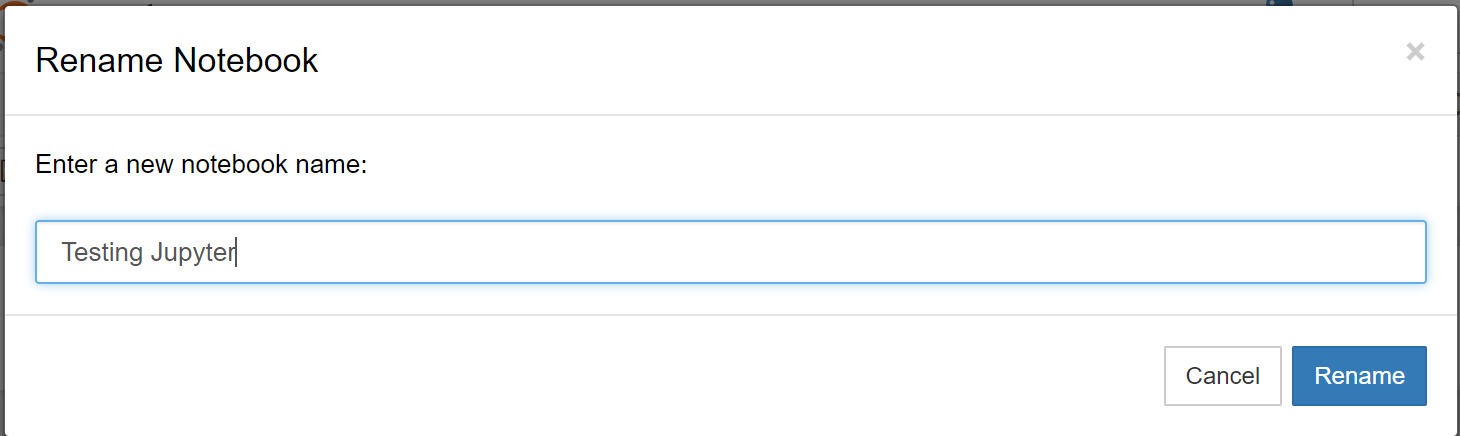 Rename Notebook
×
Enter a new notebook name:
Testing Jupyter
Cancel Rename